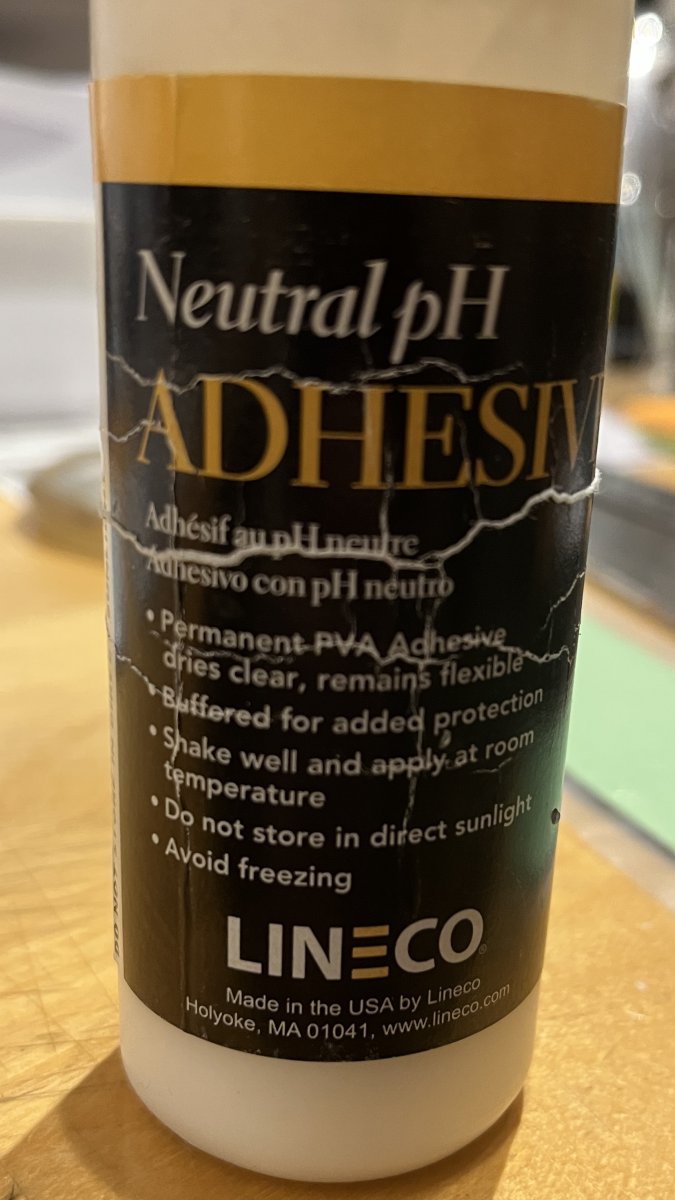 Neutral pH
ADHESIV
Adhésif au pH neutre
Adhesivo con pH neutro
• Permanent PVA Adhesive
dries clear, remains flexible
• Buffered for added protection
• Shake well and apply at room
temperature
• Do not store in direct sunlight
• Avoid freezing
LINECO®
Made in the USA by Lineco
Holyoke, MA 01041, www.lineco.com